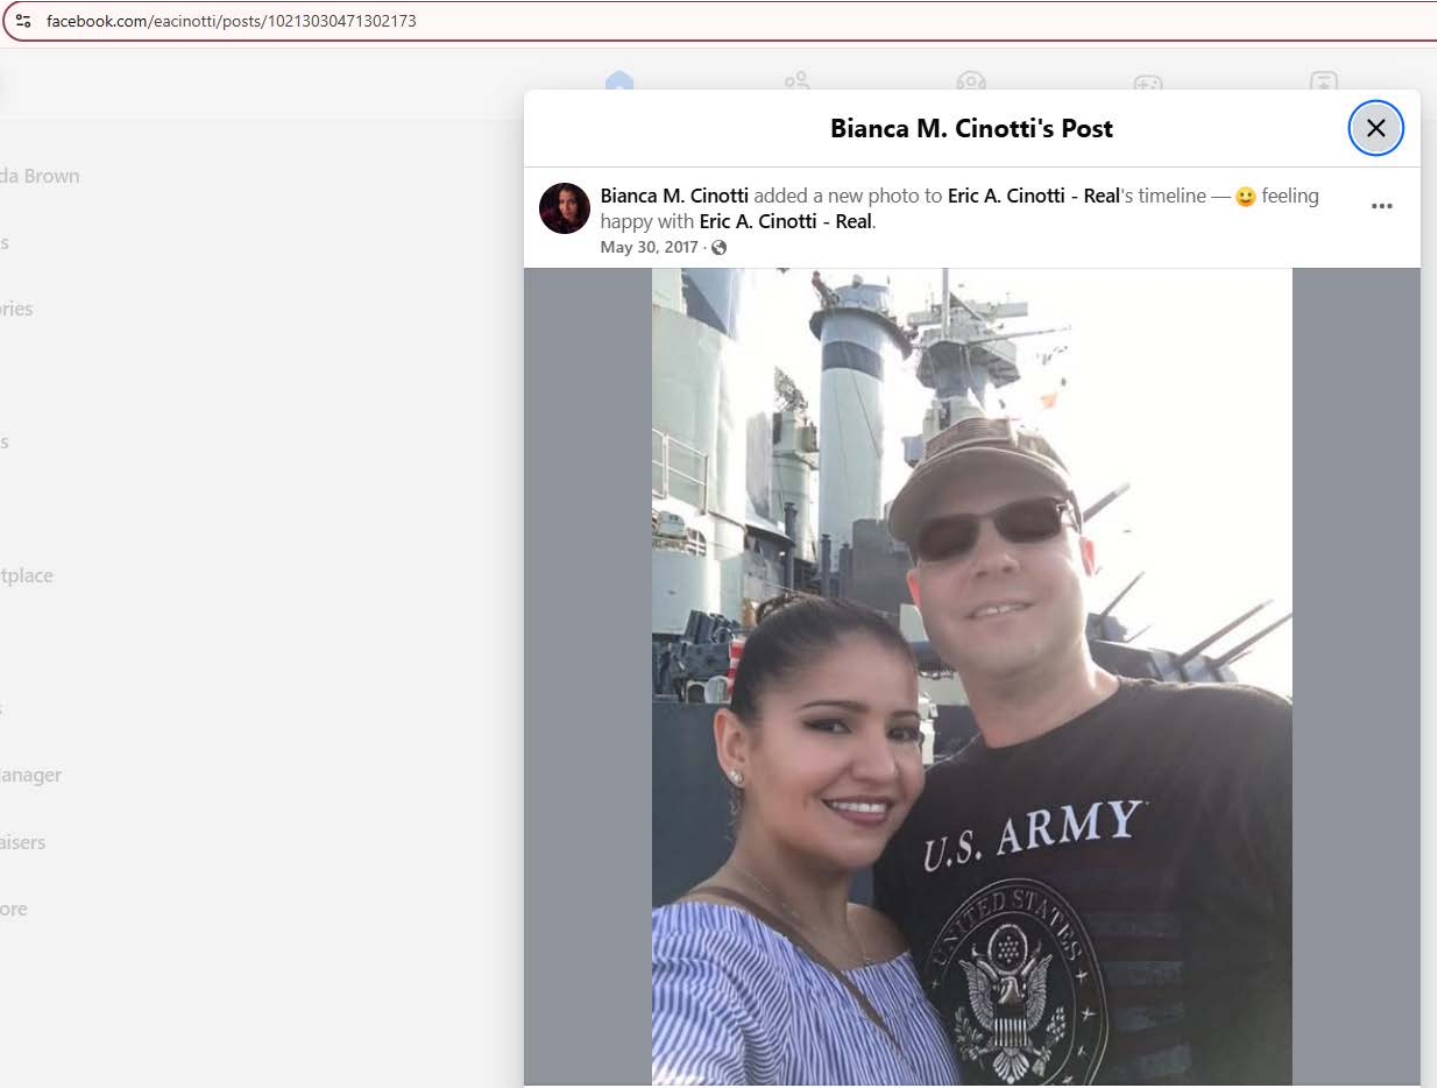 facebook.com/eacinotti/posts/10213030471302173
Bianca M. Cinotti's Post
da Brown
s
ories
s
tplace
s
anager
aisers
ore
Bianca M. Cinotti added a new photo to Eric A. Cinotti - Real's timeline — 🙂 feeling
happy with Eric A. Cinotti - Real.
May 30, 2017 ·
U.S. ARMY
UNITED STATES